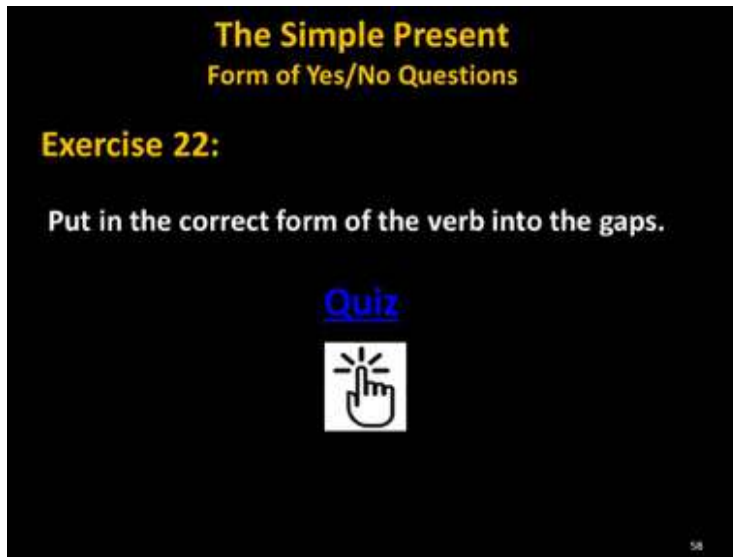 The Simple Present
Form of Yes/No Questions
Exercise 22:
Put in the correct form of the verb into the gaps.
Quiz
58